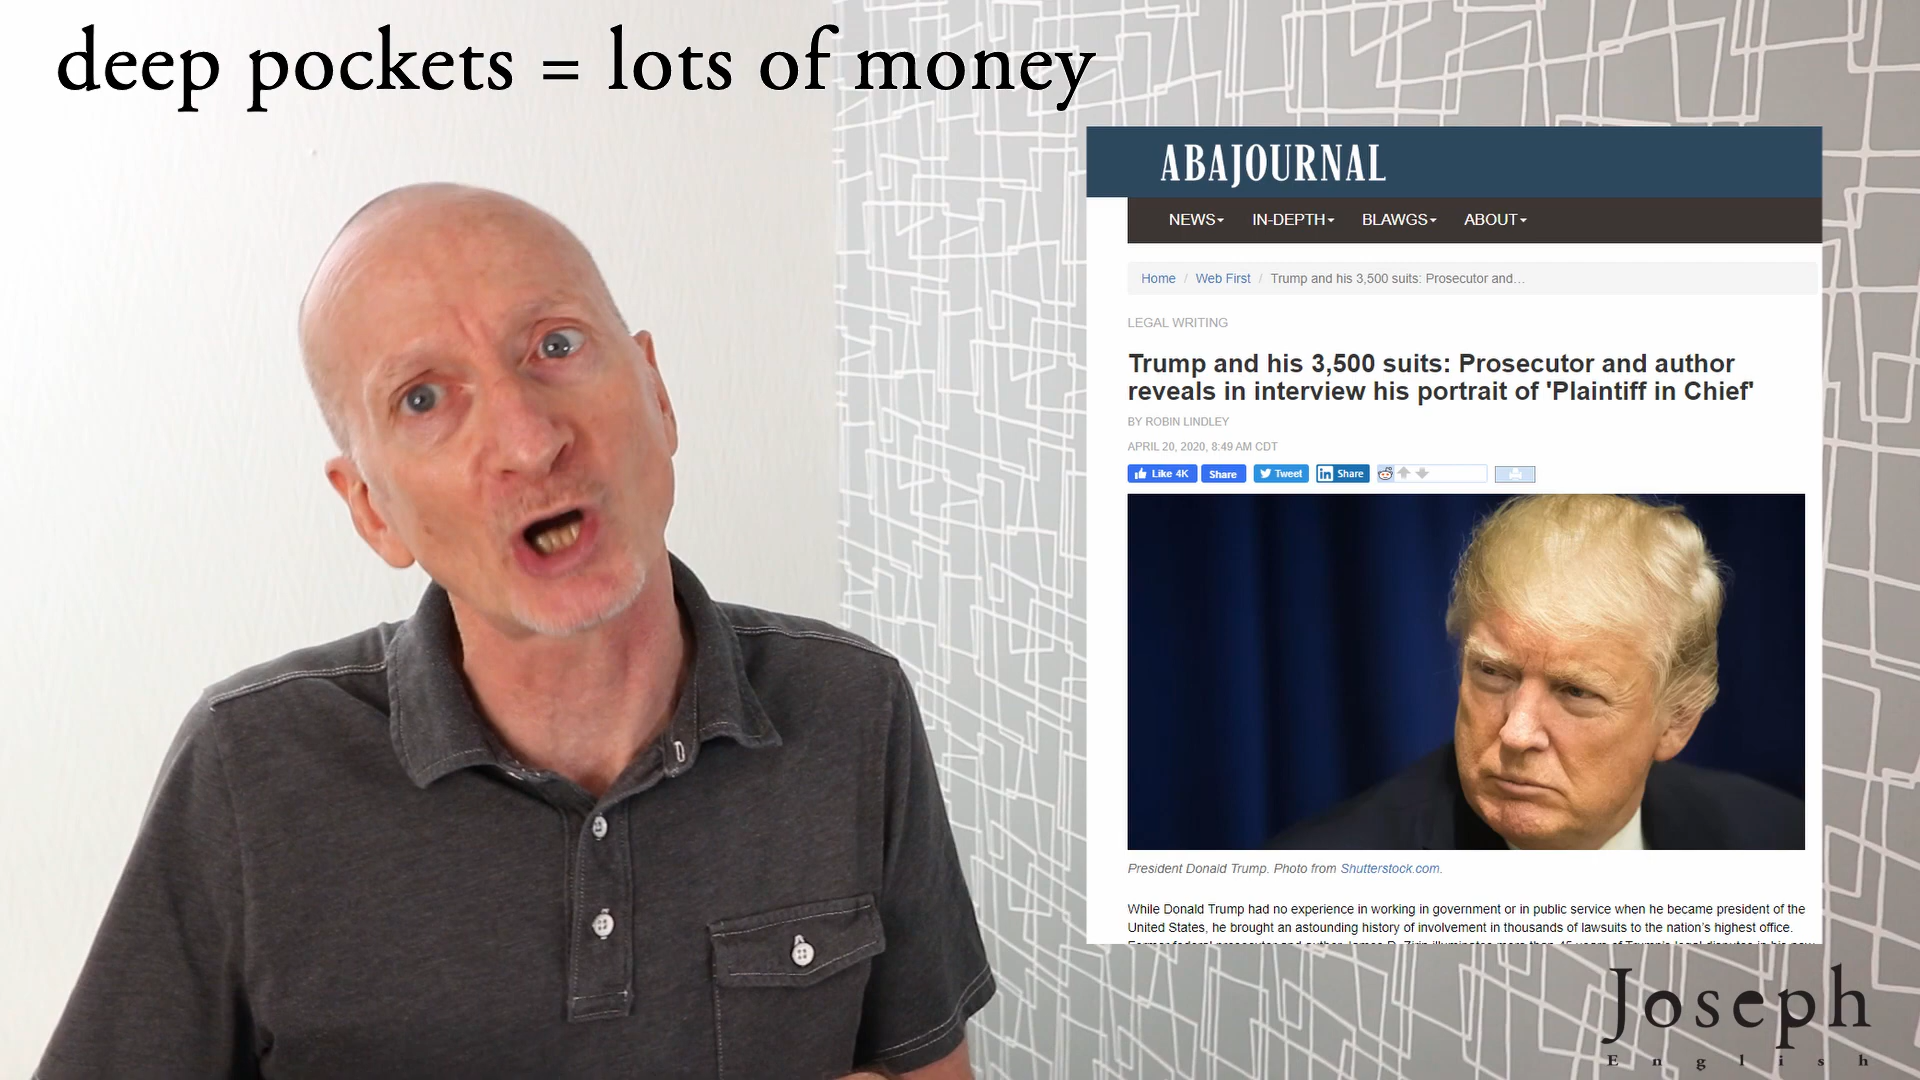 deep pockets = lots of money
ABAJOURNAL
NEWS IN-DEPTH BLAWGS ABOUT
Home / Web First / Trump and his 3,500 suits: Prosecutor and...
LEGAL WRITING
Trump and his 3,500 suits: Prosecutor and author
reveals in interview his portrait of 'Plaintiff in Chief'
BY ROBIN LINDLEY
APRIL 20, 2020, 8:49 AM CDT
Like 4K Share Tweet Share
President Donald Trump. Photo from Shutterstock.com.
While Donald Trump had no experience in working in government or in public service when he became president of the
United States, he brought an astounding history of involvement in thousands of lawsuits to the nation's highest office.
Joseph
English